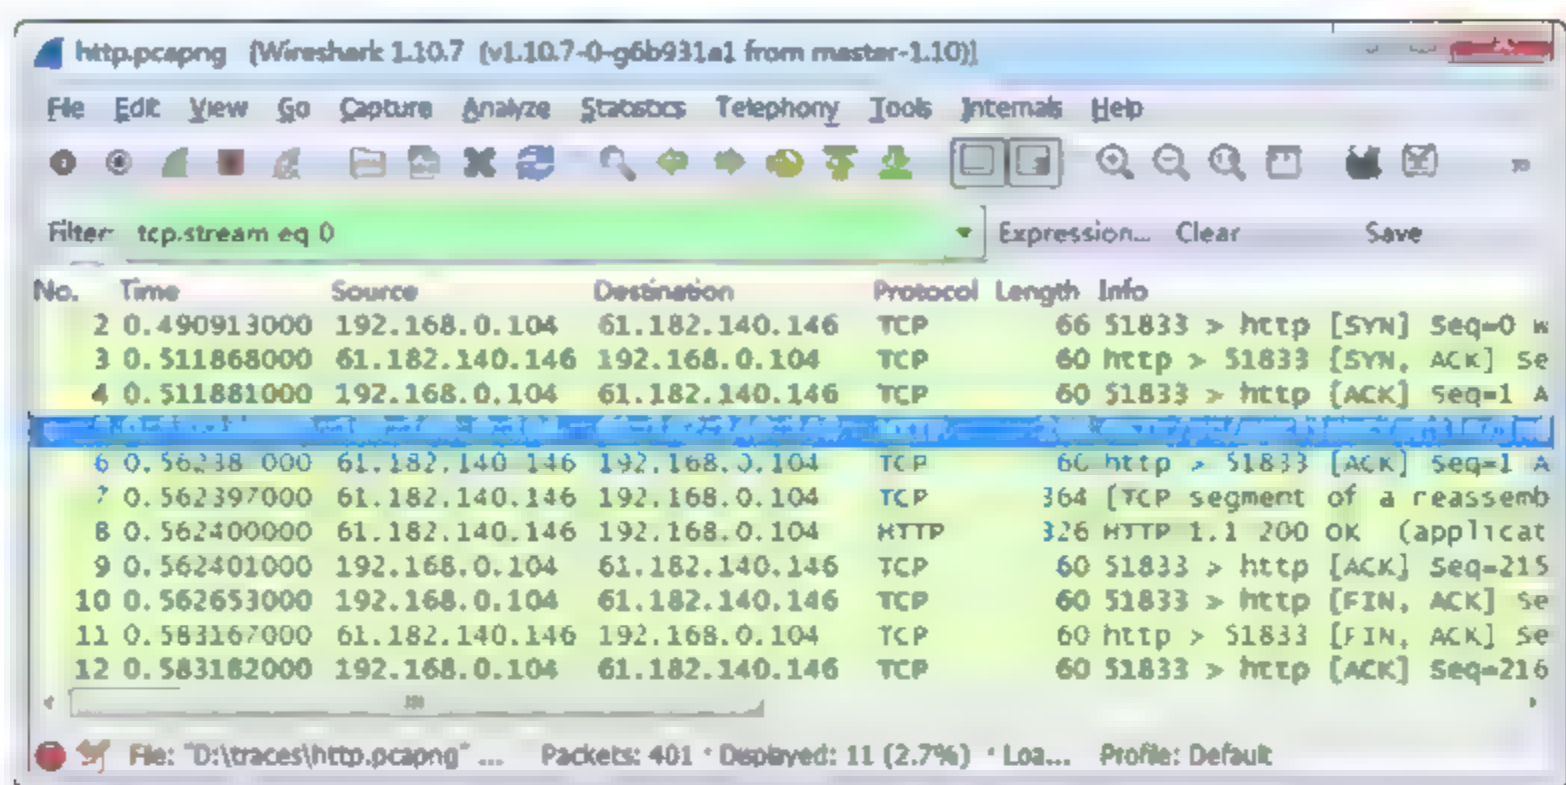 http.pcapng [Wireshark 1.10.7 (v1.10.7-0-g6b931a1 from master-1.10)]
File Edit View Go Capture Analyze Statistics Telephony Tools Internals Help
Filter: tcp.stream eq 0 Expression... Clear Save
No. Time Source Destination Protocol Length Info
2 0.490913000 192.168.0.104 61.182.140.146 TCP 66 51833 > http [SYN] Seq=0 W
3 0.511868000 61.182.140.146 192.168.0.104 TCP 60 http > 51833 [SYN, ACK] Se
4 0.511881000 192.168.0.104 61.182.140.146 TCP 60 51833 > http [ACK] Seq=1 A
6 61.182.140.146 192.168.0.104 TCP 60 http > 51833 [ACK] Seq=1 A
7 0.562397000 61.182.140.146 192.168.0.104 TCP 364 [TCP segment of a reassemb
8 0.562400000 61.182.140.146 192.168.0.104 HTTP 326 HTTP 1.1 200 OK (applicat
9 0.562401000 192.168.0.104 61.182.140.146 TCP 60 51833 > http [ACK] Seq=215
10 0.562653000 192.168.0.104 61.182.140.146 TCP 60 51833 > http [FIN, ACK] Se
11 0.583167000 61.182.140.146 192.168.0.104 TCP 60 http > 51833 [FIN, ACK] Se
12 0.583182000 192.168.0.104 61.182.140.146 TCP 60 51833 > http [ACK] Seq=216
File: "D:\traces\http.pcapng" ... Packets: 401 · Displayed: 11 (2.7%) · Loa... Profile: Default